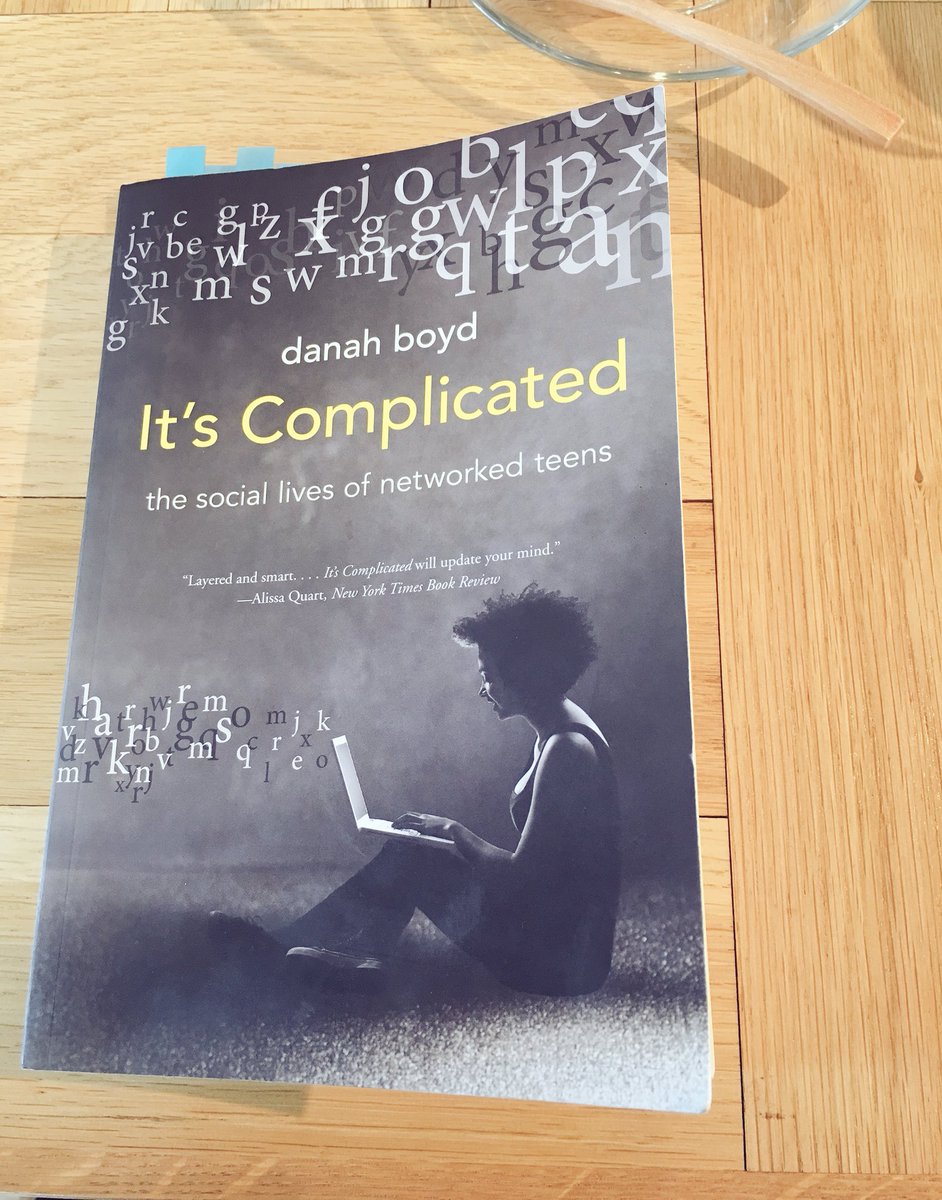 danah boyd
It's Complicated
the social lives of networked teens
“Layered and smart. . . . It's Complicated will update your mind.”
—Alissa Quart, New York Times Book Review